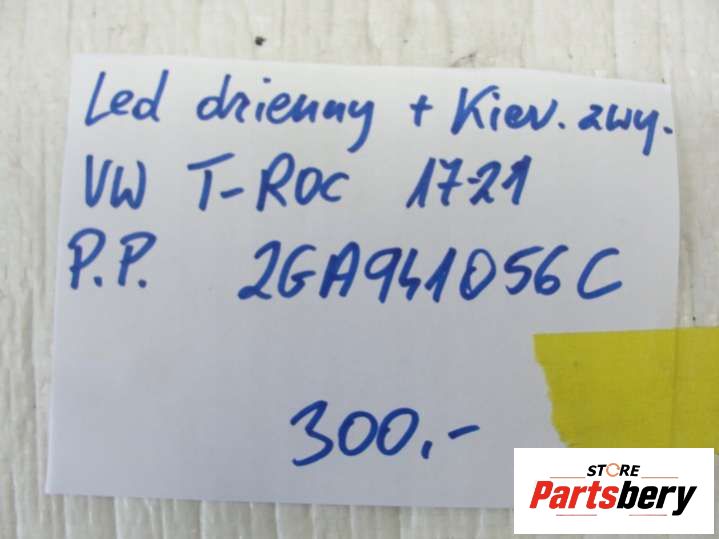 Led dzienny + Kier. zwy.
VW T-ROC 17-21
P.P. 2GA941056C
300.-
STORE
Partsbery